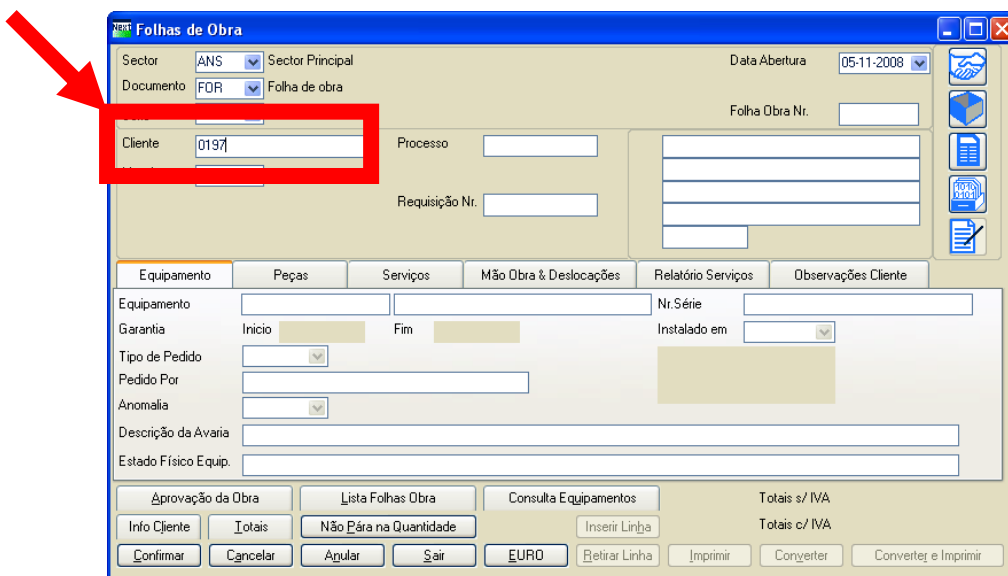 Next Folhas de Obra
Sector ANS Sector Principal Data Abertura 05-11-2008
Documento FOR Folha de obra
Folha Obra Nr.
Cliente 0197 Processo
Requisição Nr.
Equipamento Peças Serviços Mão Obra & Deslocações Relatório Serviços Observações Cliente
Equipamento Nr.Série
Garantia Inicio Fim Instalado em
Tipo de Pedido
Pedido Por
Anomalia
Descrição da Avaria
Estado Físico Equip.
Aprovação da Obra Lista Folhas Obra Consulta Equipamentos Totais s/ IVA
Info Cliente Totais Não Pára na Quantidade Inserir Linha Totais c/ IVA
Confirmar Cancelar Anular Sair EURO Retirar Linha Imprimir Converter Converter e Imprimir